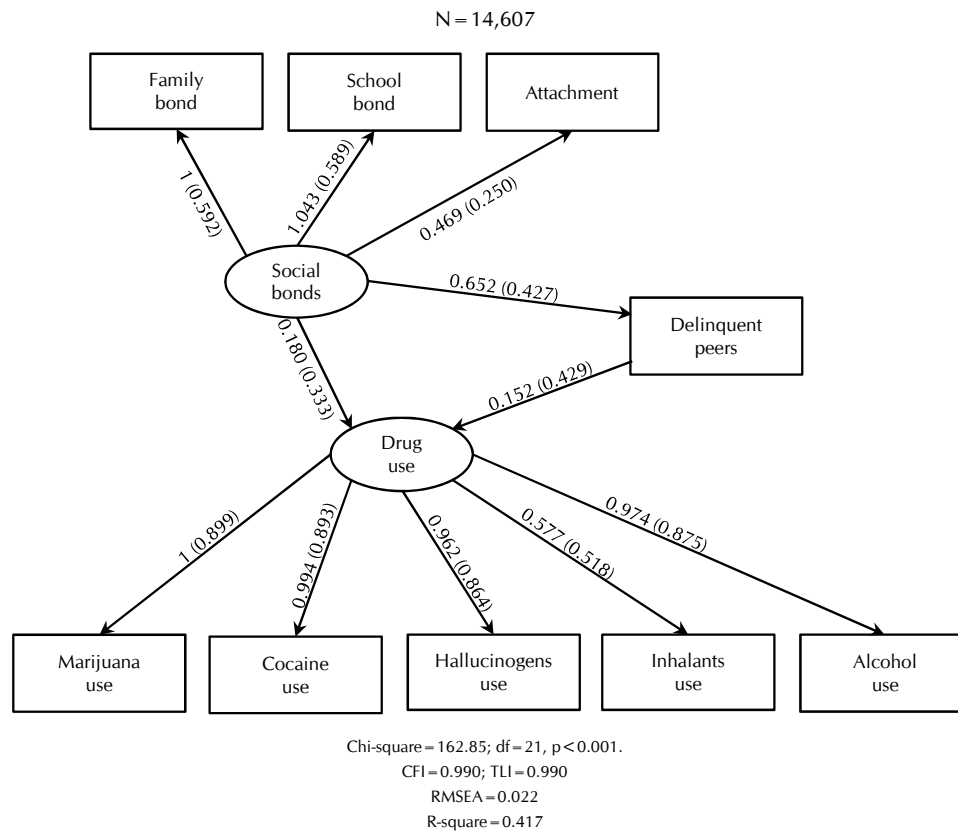 N = 14,607
Family
bond
School
bond
Attachment
1 (0.592)
1.043 (0.589)
0.469 (0.250)
Social
bonds
0.652 (0.427)
Delinquent
peers
0.180 (0.333)
0.152 (0.429)
Drug
use
1 (0.899)
0.994 (0.893)
0.962 (0.864)
0.577 (0.518)
0.974 (0.875)
Marijuana
use
Cocaine
use
Hallucinogens
use
Inhalants
use
Alcohol
use
Chi-square = 162.85; df = 21, p < 0.001.
CFI = 0.990; TLI = 0.990
RMSEA = 0.022
R-square = 0.417